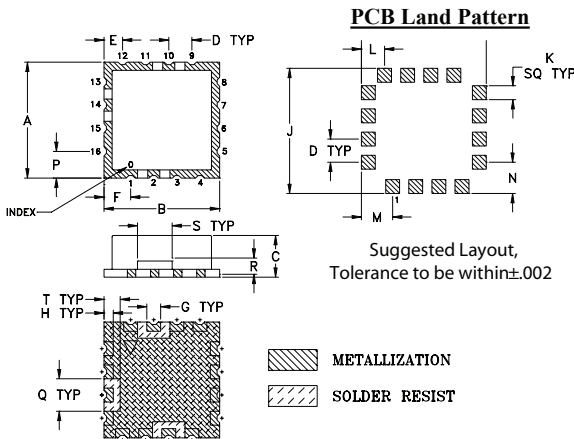 PCB Land Pattern
E
D TYP
12 11 10 9
13
14
15
16
8
7
6
5
A
P
0
1 2 3 4
F
INDEX
B
L
K
SQ TYP
J
D TYP
N
1
M
S TYP
R
C
Suggested Layout,
Tolerance to be within±.002
T TYP
H TYP
G TYP
Q TYP
METALLIZATION
SOLDER RESIST